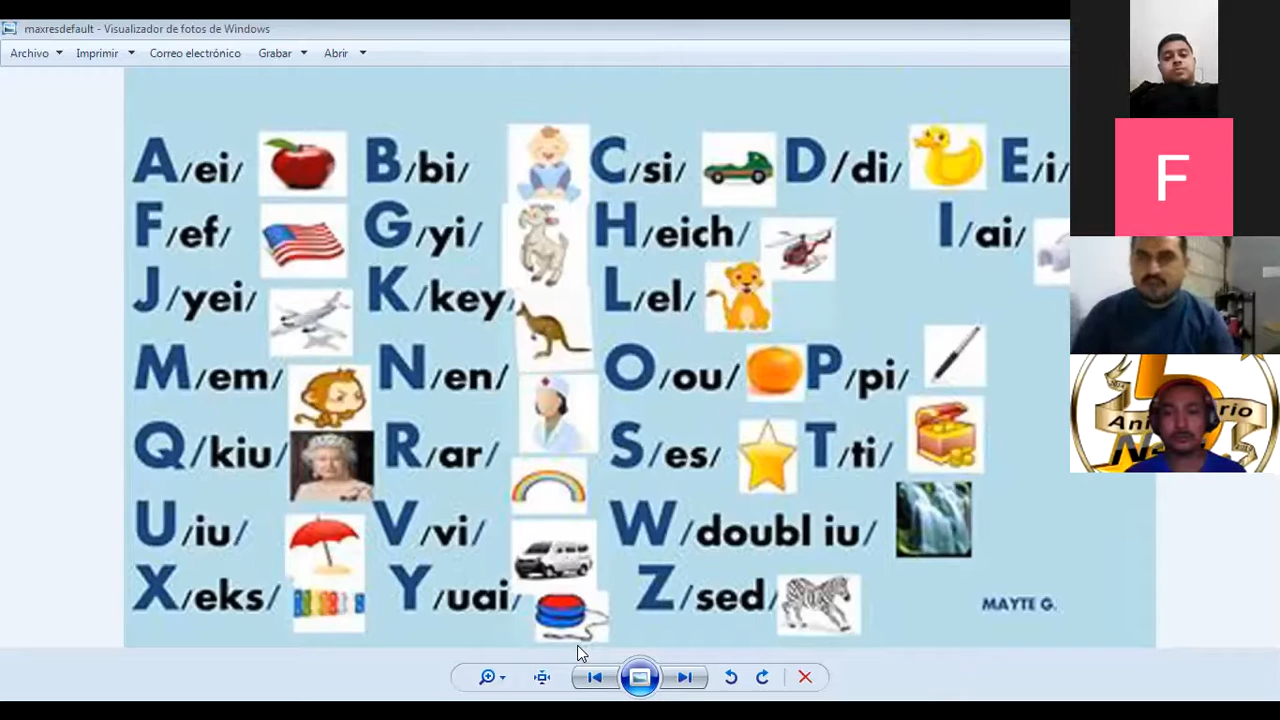 maxresdefault - Visualizador de fotos de Windows
Archivo Imprimir Correo electrónico Grabar Abrir
A/ei/ B/bi/ C/si/ D/di/ E/i/
F/ef/ G/yi/ H/eich/ I/ai/
J/yei/ K/key/ L/el/
M/em/ N/en/ O/ou/ P/pi/
Q/kiu/ R/ar/ S/es/ T/ti/
U/iu/ V/vi/ W/doubl iu/
X/eks/ Y/uai/ Z/sed/
MAYTE G.
F